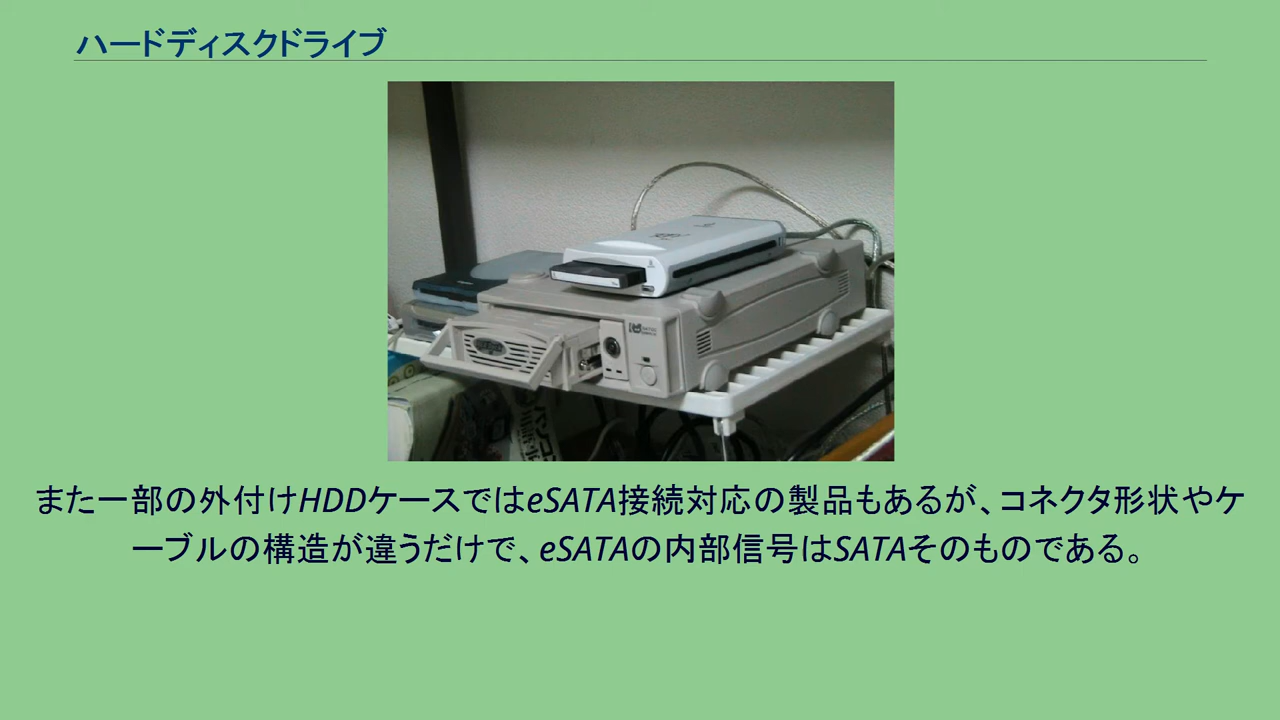 ハードディスクドライブ
また一部の外付けHDDケースではeSATA接続対応の製品もあるが、コネクタ形状やケ
ーブルの構造が違うだけで、eSATAの内部信号はSATAそのものである。